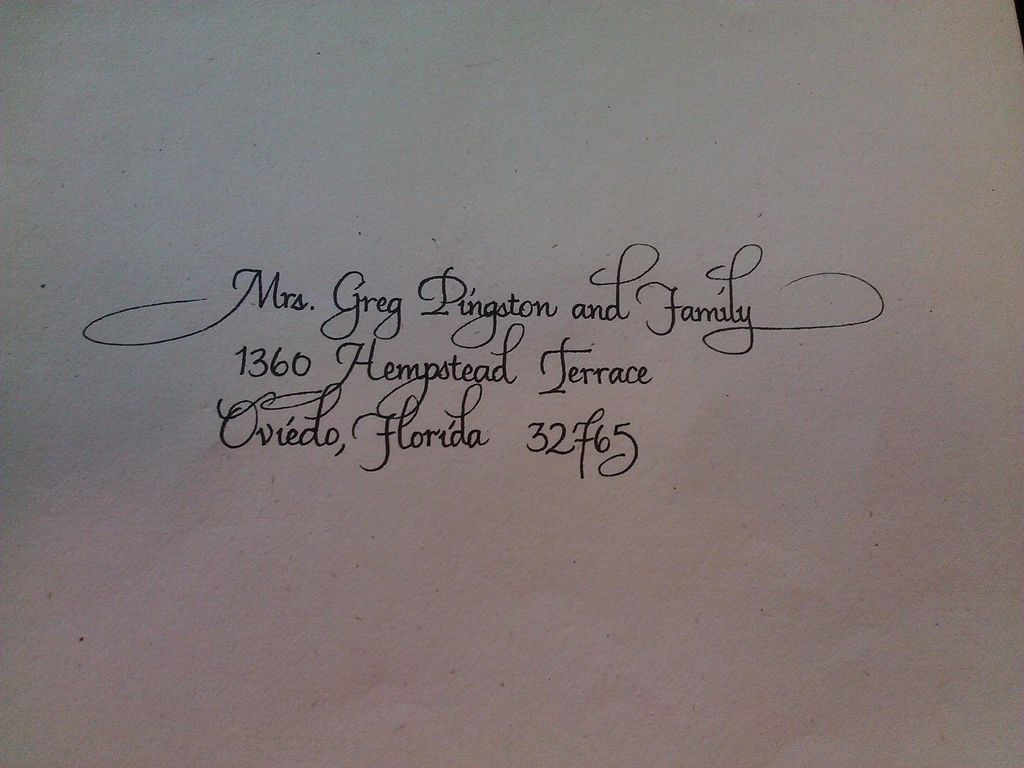 Mrs. Greg Pingston and Family
1360 Hempstead Terrace
Oviedo, Florida 32765